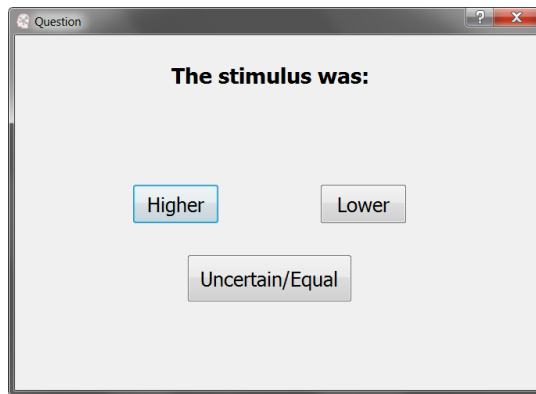 Question
The stimulus was:
Higher Lower
Uncertain/Equal